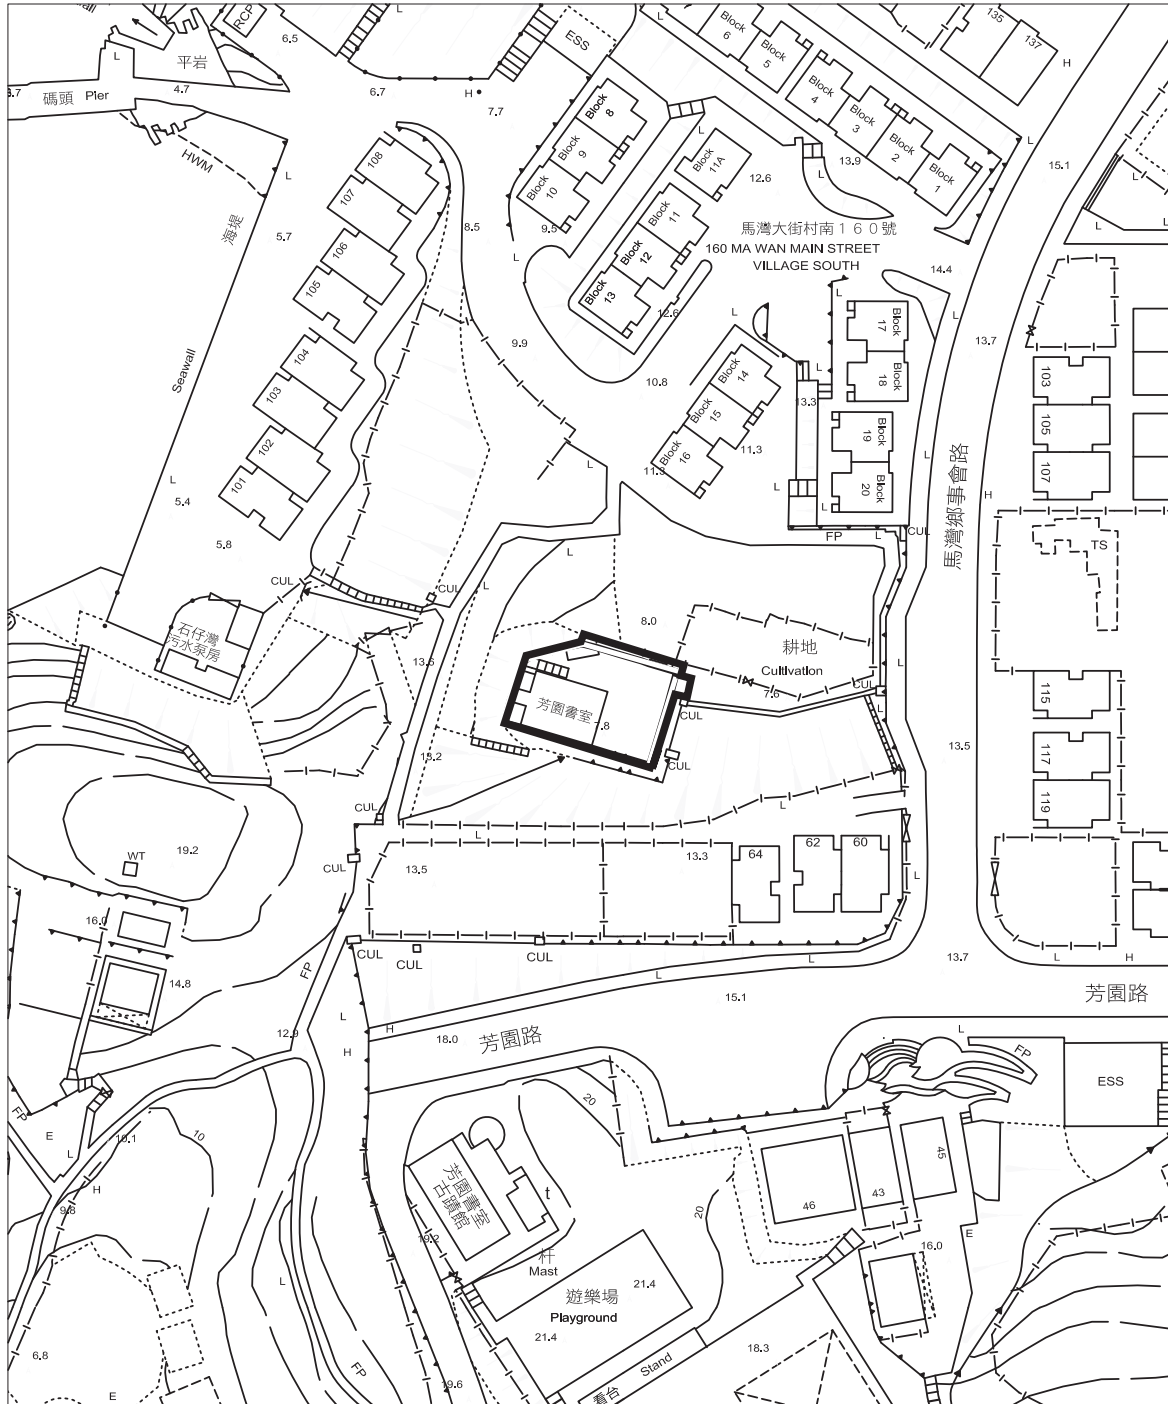 RCP
L
135
137
平岩
L
6.5
ESS
Block 6
Block 5
H
4.7
碼頭 Pier
6.7
H
7.7
Block 8
Block 4
Block 3
Block 2
Block 1
15.1
L
HWM
L
108
Block 9
Block 10
Block 11A
12.6
13.9
L
107
海堤
5.7
8.5
9.5
L
Block 11
馬灣大街村南１６０號
160 MA WAN MAIN STREET
VILLAGE SOUTH
106
Block 12
105
Block 13
12.6
14.4
L
L
Block 17
13.7
104
9.9
10.8
Block 14
L
Block 18
103
Seawall
103
Block 15
13.3
Block 19
105
102
Block 16
11.3
11.3
L
馬灣鄉事會路
107
101
L
5.4
L
Block 20
H
5.8
L
FP
L
CUL
TS
CUL
L
CUL
石仔灣
污水泵房
8.0
耕地
Cultivation
7.6
13.6
CUL
L
115
芳園書室
7.8
CUL
13.2
CUL
13.5
117
CUL
L
L
119
19.2
WT
CUL
13.5
13.3
64
62
60
L
16.0
CUL
CUL
CUL
13.7
L
H
FP
14.8
L
L
15.1
芳園路
12.9
L
H
18.0
芳園路
L
H
FP
ESS
FP
E
10.1
10
20
L
H
9.8
芳園書室
古蹟館
t
45
46
43
20
19.2
杆
Mast
16.0
E
L
遊樂場
Playground
21.4
21.4
6.8
FP
看台
Stand
18.3
19.6
E